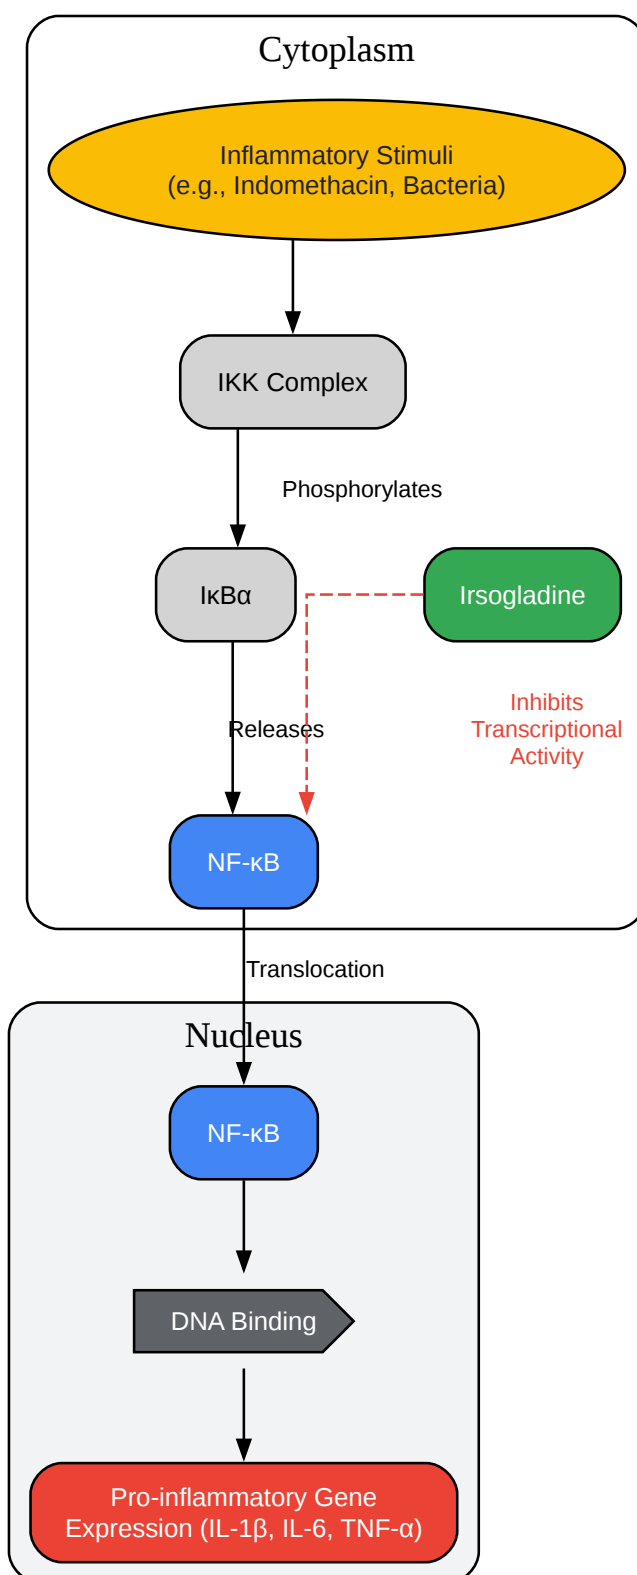 Cytoplasm
Inflammatory Stimuli
(e.g., Indomethacin, Bacteria)
IKK Complex
Phosphorylates
IκBα
Irsogladine
Inhibits
Transcriptional
Activity
Releases
NF-κB
Translocation
Nucleus
NF-κB
DNA Binding
Pro-inflammatory Gene
Expression (IL-1β, IL-6, TNF-α)